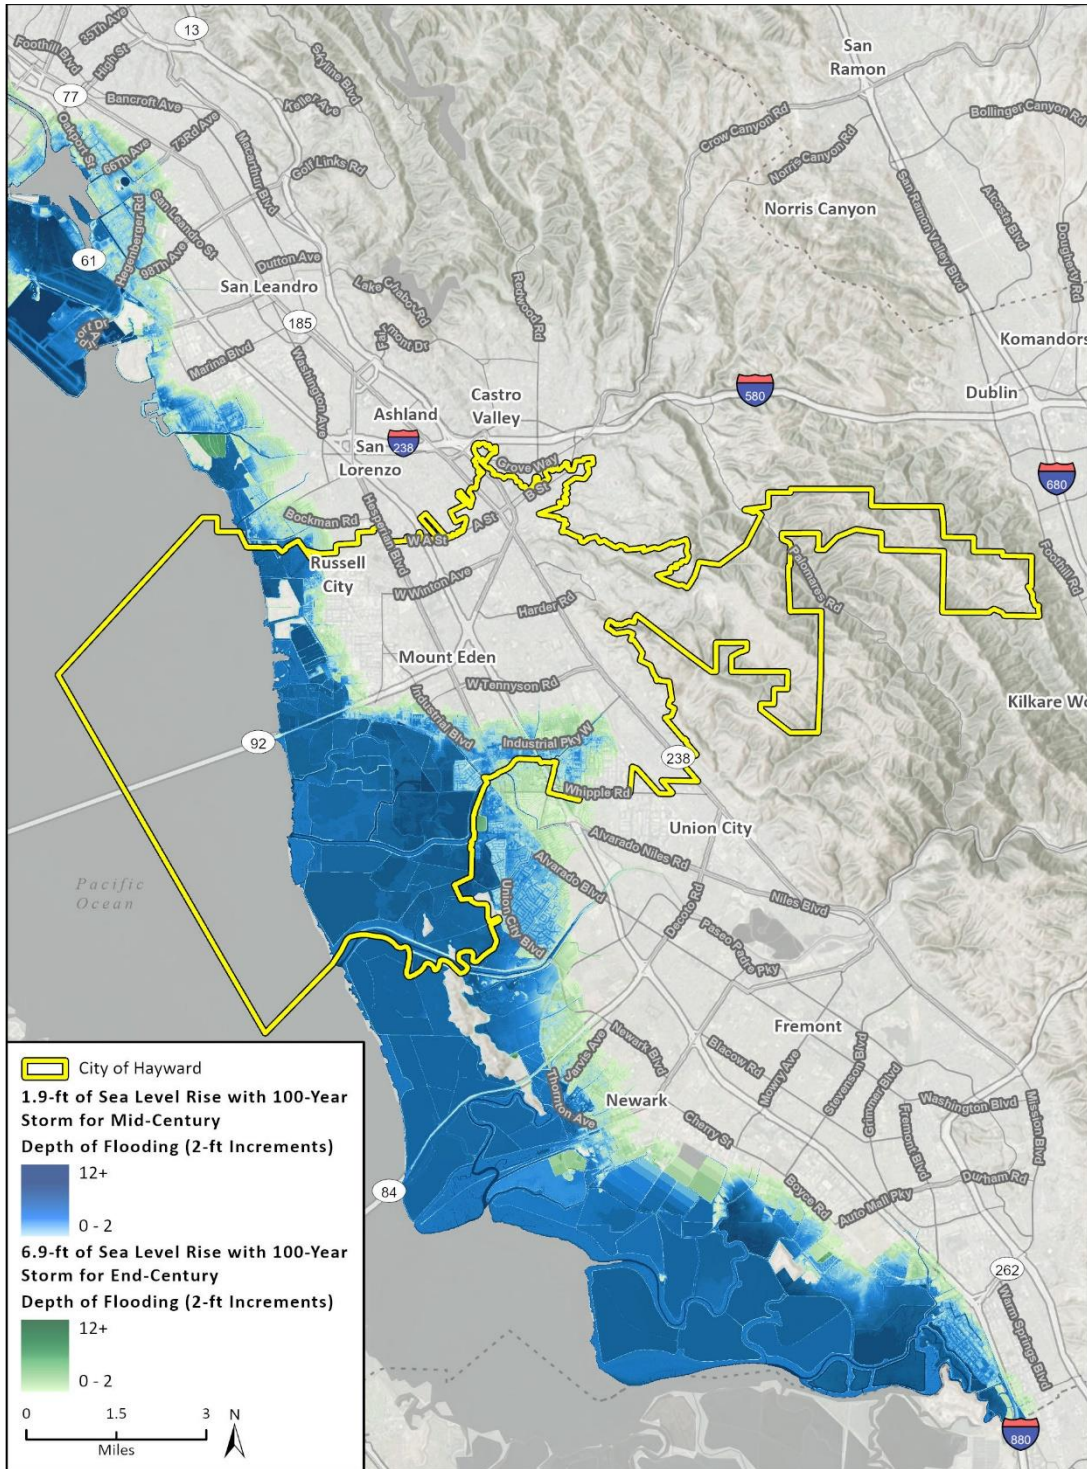 35Th Ave
13
Foothill Blvd
High St
Skyline Blvd
San
Ramon
77
Bancroft Ave
Keller Ave
Crow Canyon Rd
Bollinger Canyon Rd
Oakport St
73Rd Ave
66Th Ave
Macarthur Blvd
Golf Links Rd
Norris Canyon Rd
San Ramon Valley Blvd
Alcosta Blvd
Dougherty Rd
Norris Canyon
Hegenberger Rd
San Leandro St
61
98Th Ave
Dutton Ave
San Leandro
Lake Chabot Rd
Redwood Rd
185
Marina Blvd
Washington Ave
Komandors
Castro
Valley
580
Dublin
Ashland
238
San
Lorenzo
Grove Way
B St
680
Bockman Rd
Hesperian Blvd
A St
W A St
Foothill Rd
Russell
City
W Winton Ave
Palomares Rd
Harder Rd
Mount Eden
W Tennyson Rd
Kilkare Wo
Industrial Blvd
92
Industrial Pky W
238
Whipple Rd
Union City
Alvarado Niles Rd
Alvarado Blvd
Pacific
Ocean
Union City Blvd
Decoto Rd
Niles Blvd
Paseo Padre Pky
Fremont
Jarvis Ave
Newark Blvd
Blacow Rd
Mowry Ave
Stevenson Blvd
Grimmer Blvd
Fremont Blvd
Washington Blvd
Mission Blvd
Thornton Ave
Newark
Cherry St
Boyce Rd
Durham Rd
Auto Mall Pky
84
262
Warm Springs Blvd
880
City of Hayward
1.9-ft of Sea Level Rise with 100-Year
Storm for Mid-Century
Depth of Flooding (2-ft Increments)
12+
0 - 2
6.9-ft of Sea Level Rise with 100-Year
Storm for End-Century
Depth of Flooding (2-ft Increments)
12+
0 - 2
0 1.5 3
Miles
N